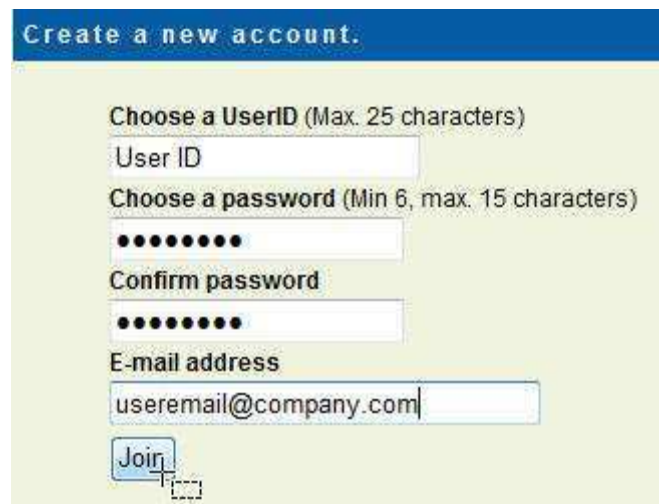 Create a new account.
Choose a UserID (Max. 25 characters)
User ID
Choose a password (Min 6, max. 15 characters)
●●●●●●●●
Confirm password
●●●●●●●●
E-mail address
useremail@company.com
Join